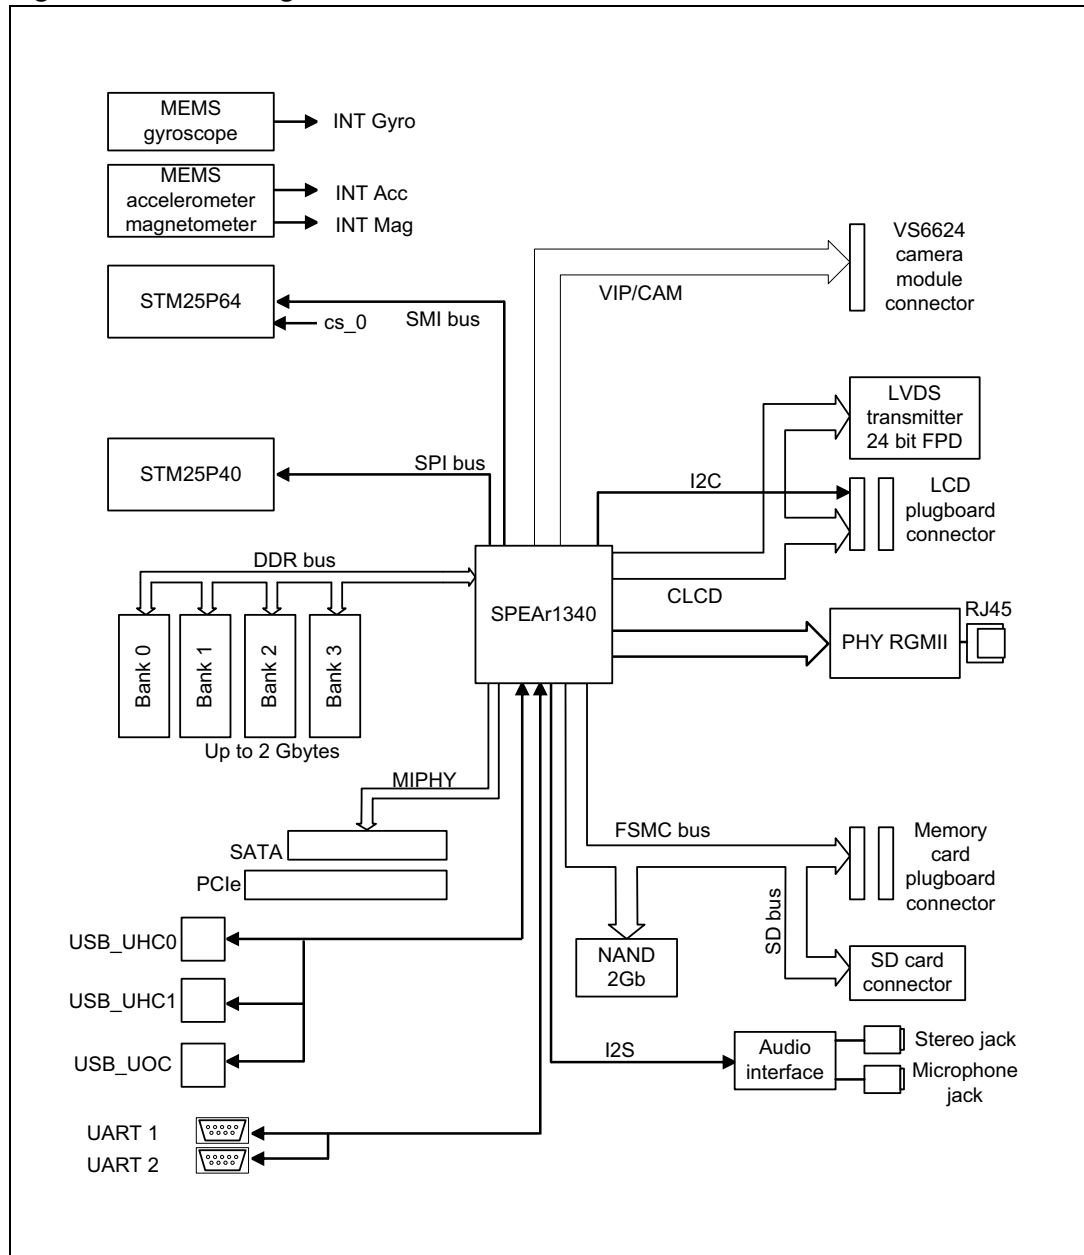 MEMS
gyroscope
INT Gyro
MEMS
accelerometer
magnetometer
INT Acc
INT Mag
VS6624
camera
module
connector
VIP/CAM
STM25P64
cs_0
SMI bus
LVDS
transmitter
24 bit FPD
STM25P40
SPI bus
I2C
LCD
plugboard
connector
DDR bus
SPEAr1340
CLCD
RJ45
PHY RGMII
Bank 0
Bank 1
Bank 2
Bank 3
Up to 2 Gbytes
MIPHY
SATA
PCIe
FSMC bus
Memory
card
plugboard
connector
SD bus
USB_UHC0
NAND
2Gb
SD card
connector
USB_UHC1
USB_UOC
I2S
Audio
interface
Stereo jack
Microphone
jack
UART 1
UART 2